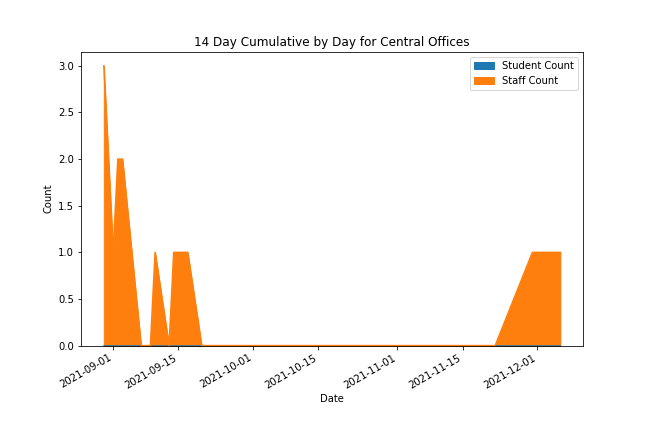 14 Day Cumulative by Day for Central Offices
Student Count
Staff Count
3.0
2.5
2.0
1.5
1.0
0.5
0.0
Count
2021-09-01
2021-09-15
2021-10-01
2021-10-15
2021-11-01
2021-11-15
2021-12-01
Date